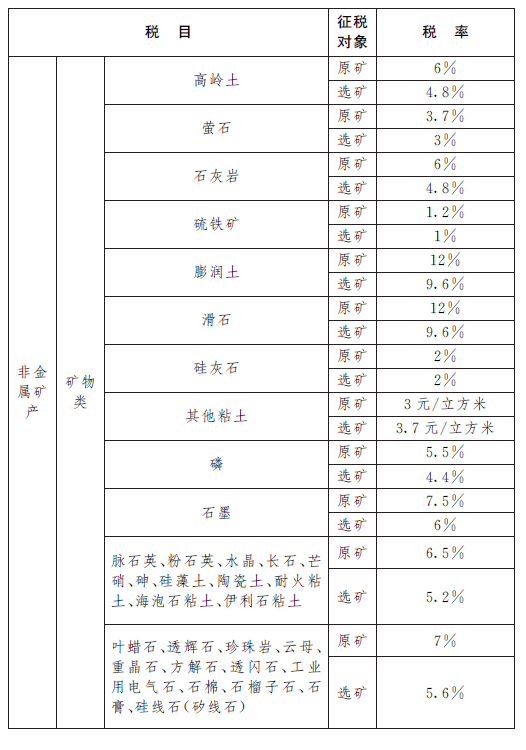 税 目 征税对象 税 率
非金属矿产
矿物类
高岭土 原矿 6%
选矿 4.8%
萤石 原矿 3.7%
选矿 3%
石灰岩 原矿 6%
选矿 4.8%
硫铁矿 原矿 1.2%
选矿 1%
膨润土 原矿 12%
选矿 9.6%
滑石 原矿 12%
选矿 9.6%
硅灰石 原矿 2%
选矿 2%
其他粘土 原矿 3元/立方米
选矿 3.7元/立方米
磷 原矿 5.5%
选矿 4.4%
石墨 原矿 7.5%
选矿 6%
脉石英、粉石英、水晶、长石、芒
硝、砷、硅藻土、陶瓷土、耐火粘
土、海泡石粘土、伊利石粘土
原矿 6.5%
选矿 5.2%
叶蜡石、透辉石、珍珠岩、云母、
重晶石、方解石、透闪石、工业
用电气石、石棉、石榴子石、石
膏、硅线石(矽线石)
原矿 7%
选矿 5.6%